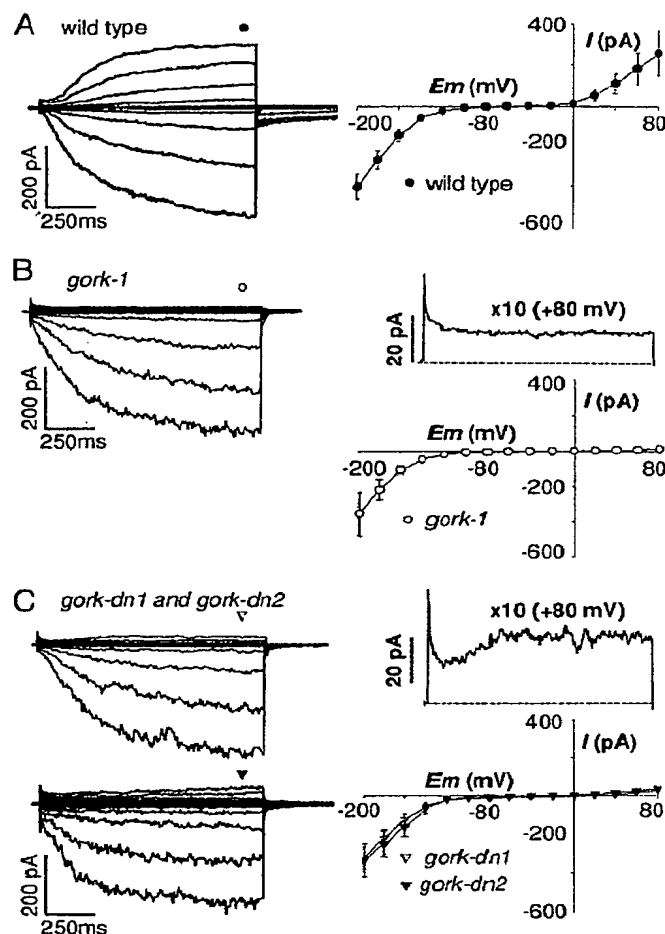 A
wild type
200 pA
250ms
I (pA)
400
Em (mV)
-200
-80
80
-200
wild type
-600
B
gork-1
200 pA
250ms
x10 (+80 mV)
20 pA
400
I (pA)
Em (mV)
-200
-80
80
-200
gork-1
-600
C
gork-dn1 and gork-dn2
200 pA
250ms
x10 (+80 mV)
20 pA
400
I (pA)
Em (mV)
-200
-80
80
-200
gork-dn1
gork-dn2
-600